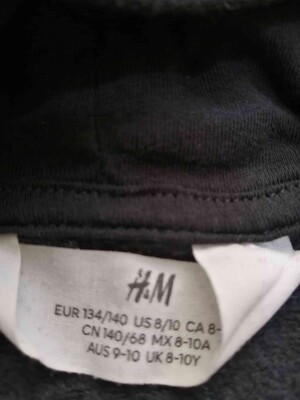 H&M
EUR 134/140 US 8/10 CA 8-
CN 140/68 MX 8-10A
AUS 9-10 UK 8-10Y